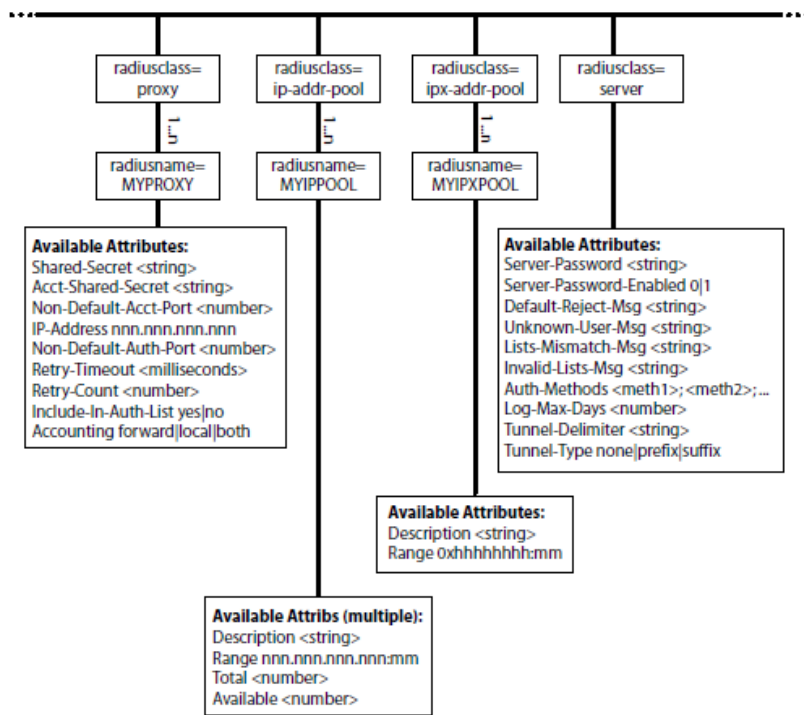 radiusclass=
proxy
radiusclass=
ip-addr-pool
radiusclass=
ipx-addr-pool
radiusclass=
server
1...n
1...n
1...n
radiusname=
MYPROXY
radiusname=
MYIPPOOL
radiusname=
MYIPXPOOL
Available Attributes:
Shared-Secret <string>
Acct-Shared-Secret <string>
Non-Default-Acct-Port <number>
IP-Address nnn.nnn.nnn.nnn
Non-Default-Auth-Port <number>
Retry-Timeout <milliseconds>
Retry-Count <number>
Include-In-Auth-List yes|no
Accounting forward|local|both
Available Attributes:
Server-Password <string>
Server-Password-Enabled 0|1
Default-Reject-Msg <string>
Unknown-User-Msg <string>
Lists-Mismatch-Msg <string>
Invalid-Lists-Msg <string>
Auth-Methods <meth1>; <meth2>; ...
Log-Max-Days <number>
Tunnel-Delimiter <string>
Tunnel-Type none|prefix|suffix
Available Attributes:
Description <string>
Range 0xhhhhhhhh:mm
Available Attribs (multiple):
Description <string>
Range nnn.nnn.nnn.nnn:mm
Total <number>
Available <number>